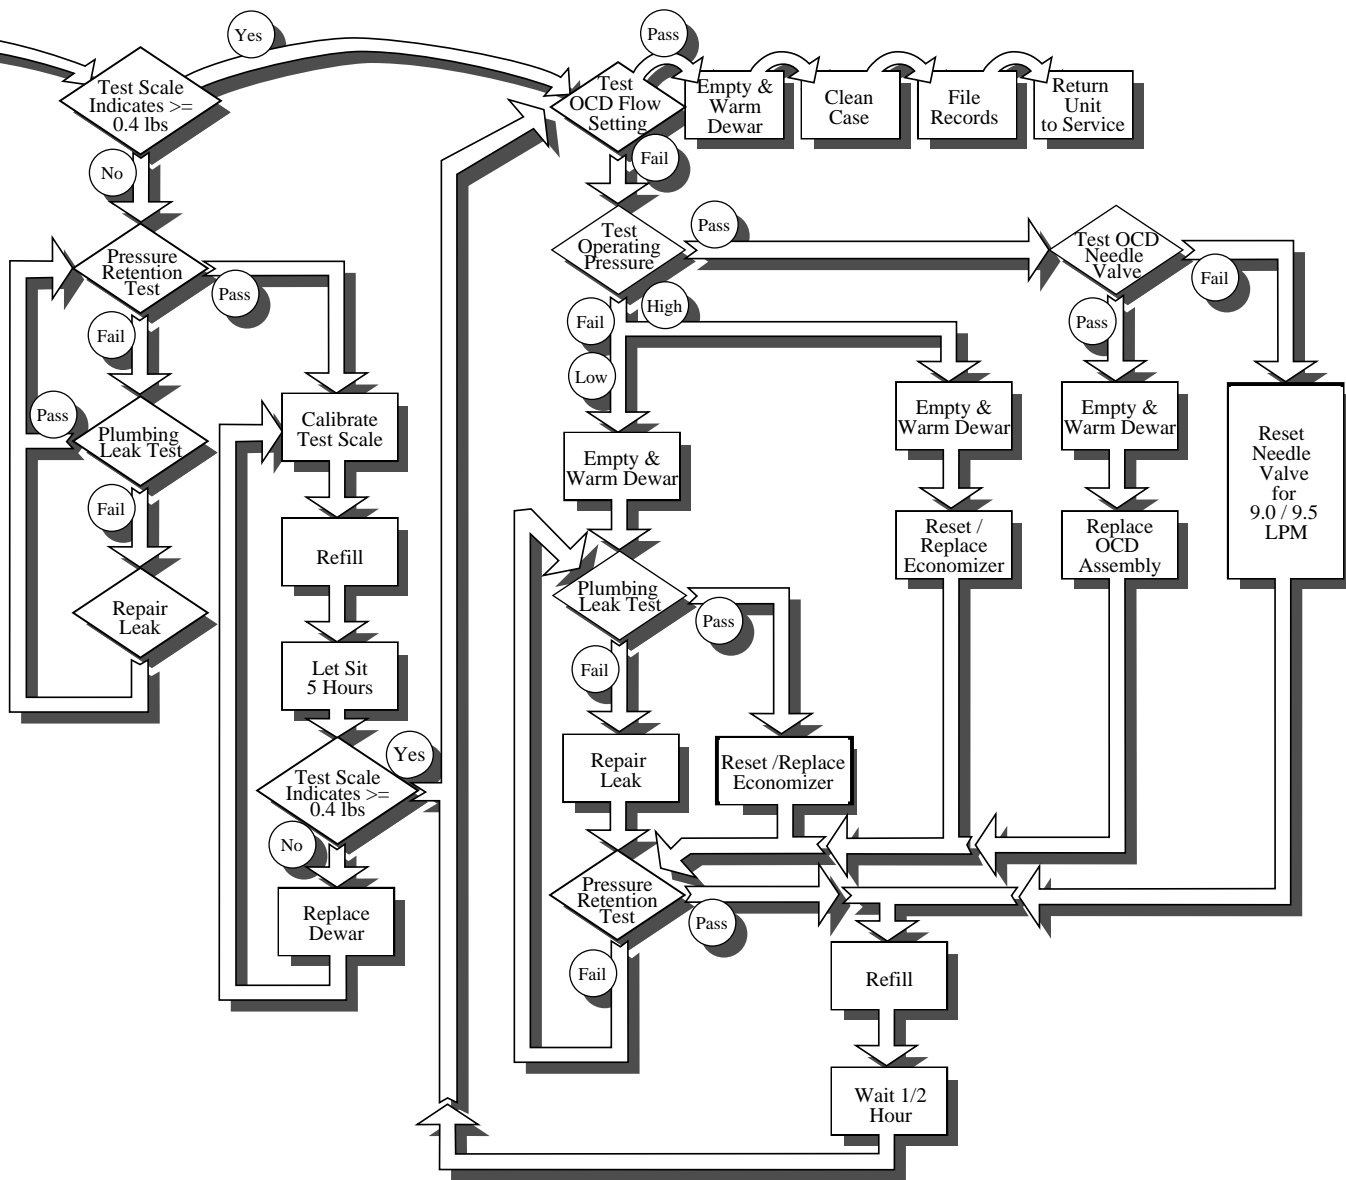 Yes
Test Scale
Indicates >=
0.4 lbs
No
Pressure
Retention
Test
Pass
Fail
Pass
Plumbing
Leak Test
Fail
Repair
Leak
Calibrate
Test Scale
Refill
Let Sit
5 Hours
Test Scale
Indicates >=
0.4 lbs
Yes
No
Replace
Dewar
Test
OCD Flow
Setting
Pass
Empty &
Warm
Dewar
Clean
Case
File
Records
Return
Unit
to Service
Fail
Test
Operating
Pressure
Pass
Test OCD
Needle
Valve
Fail
Pass
High
Fail
Low
Empty &
Warm Dewar
Empty &
Warm Dewar
Empty &
Warm Dewar
Reset
Needle
Valve
for
9.0 / 9.5
LPM
Reset /
Replace
Economizer
Replace
OCD
Assembly
Plumbing
Leak Test
Pass
Fail
Repair
Leak
Reset /Replace
Economizer
Pressure
Retention
Test
Pass
Fail
Refill
Wait 1/2
Hour